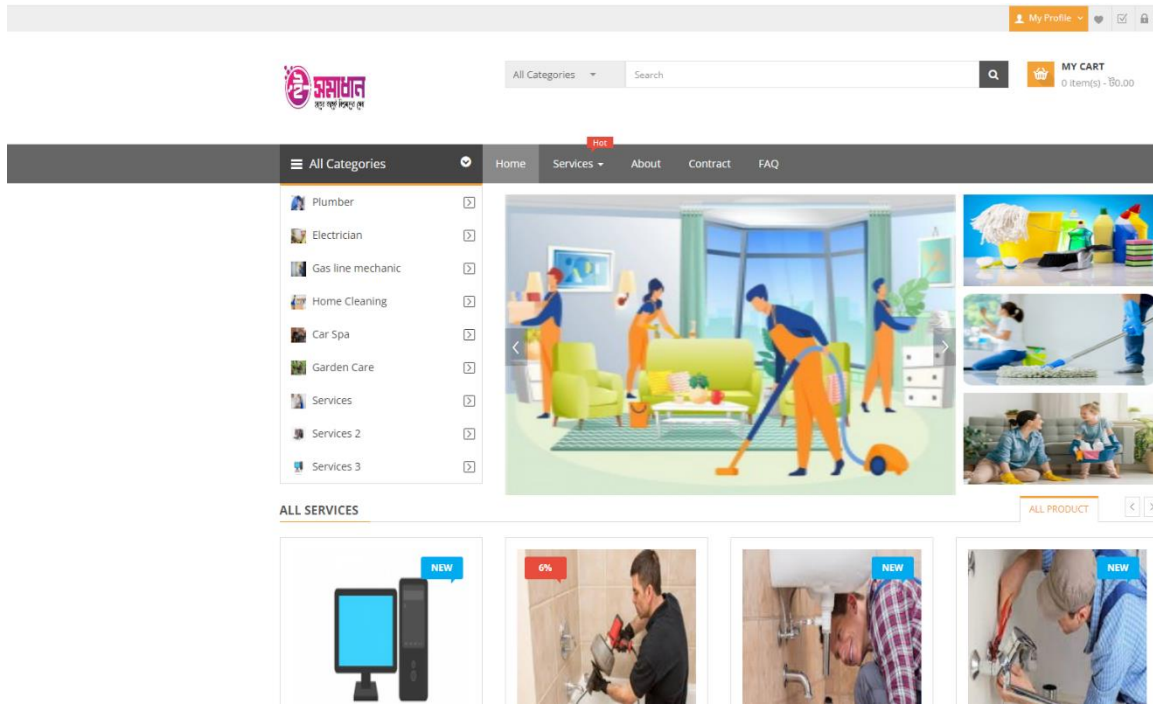 My Profile
ই-সমাধান
All Categories
Search
MY CART
0 item(s) - ৳0.00
Hot
All Categories
Home
Services
About
Contract
FAQ
Plumber
Electrician
Gas line mechanic
Home Cleaning
Car Spa
Garden Care
Services
Services 2
Services 3
ALL SERVICES
ALL PRODUCT
NEW
6%
NEW
NEW